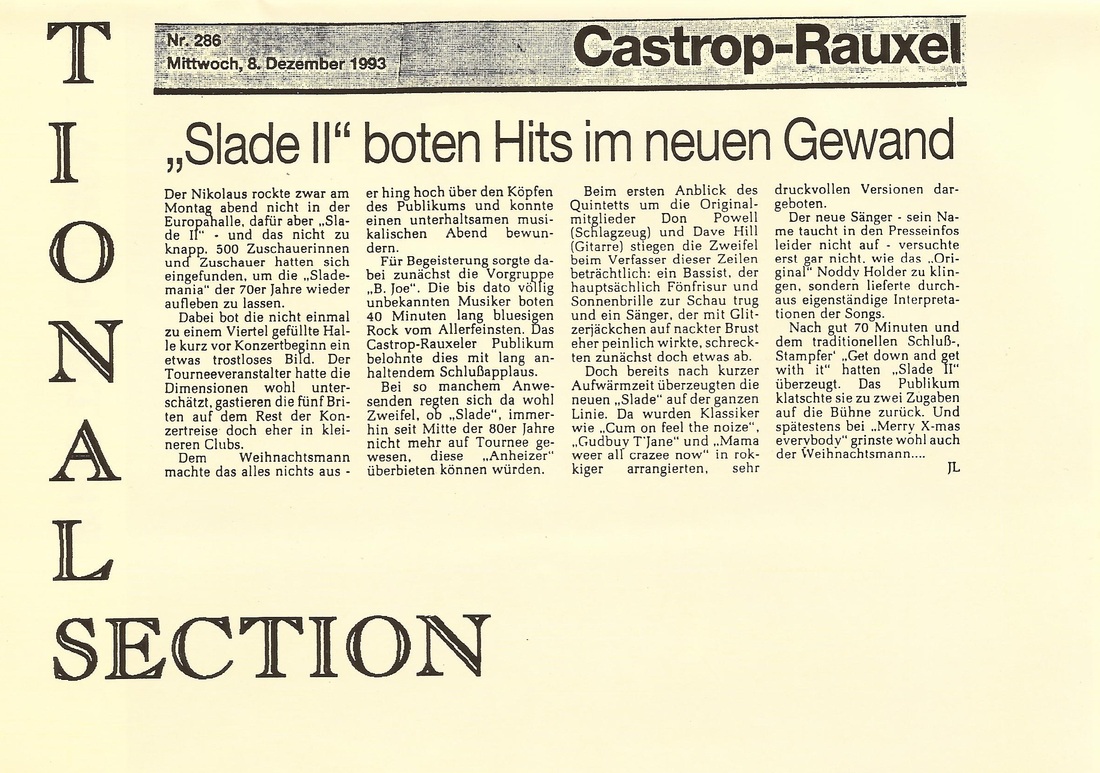 T
I
O
N
A
L
SECTION
Nr. 286
Mittwoch, 8. Dezember 1993
Castrop-Rauxel
„Slade II“ boten Hits im neuen Gewand
Der Nikolaus rockte zwar am
Montag abend nicht in der
Europahalle, dafür aber „Sla-
de II“ - und das nicht zu
knapp. 500 Zuschauerinnen
und Zuschauer hatten sich
eingefunden, um die „Slade-
mania“ der 70er Jahre wieder
aufleben zu lassen.
Dabei bot die nicht einmal
zu einem Viertel gefüllte Hal-
le kurz vor Konzertbeginn ein
etwas trostloses Bild. Der
Tourneeveranstalter hatte die
Dimensionen wohl unter-
schätzt, gastieren die fünf Bri-
ten auf dem Rest der Kon-
zertreise doch eher in klei-
neren Clubs.
Dem Weihnachtsmann
machte das alles nichts aus -
er hing hoch über den Köpfen
des Publikums und konnte
einen unterhaltsamen musi-
kalischen Abend bewun-
dern.
Für Begeisterung sorgte da-
bei zunächst die Vorgruppe
„B. Joe“. Die bis dato völlig
unbekannten Musiker boten
40 Minuten lang bluesigen
Rock vom Allerfeinsten. Das
Castrop-Rauxeler Publikum
belohnte dies mit lang an-
haltendem Schlußapplaus.
Bei so manchem Anwe-
senden regten sich da wohl
Zweifel, ob „Slade“, immer-
hin seit Mitte der 80er Jahre
nicht mehr auf Tournee ge-
wesen, diese „Anheizer“
überbieten können würden.
Beim ersten Anblick des
Quintetts um die Original-
mitglieder Don Powell
(Schlagzeug) und Dave Hill
(Gitarre) stiegen die Zweifel
beim Verfasser dieser Zeilen
beträchtlich: ein Bassist, der
hauptsächlich Fönfrisur und
Sonnenbrille zur Schau trug
und ein Sänger, der mit Glit-
zerjäckchen auf nackter Brust
eher peinlich wirkte, schreck-
ten zunächst doch etwas ab.
Doch bereits nach kurzer
Aufwärmzeit überzeugten die
neuen „Slade“ auf der ganzen
Linie. Da wurden Klassiker
wie „Cum on feel the noize“,
„Gudbuy T'Jane“ und „Mama
weer all crazee now“ in rok-
kiger arrangierten, sehr
druckvollen Versionen dar-
geboten.
Der neue Sänger - sein Na-
me taucht in den Presseinfos
leider nicht auf - versuchte
erst gar nicht, wie das „Ori-
ginal“ Noddy Holder zu klin-
gen, sondern lieferte durch-
aus eigenständige Interpreta-
tionen der Songs.
Nach gut 70 Minuten und
dem traditionellen Schluß-,
Stampfer' „Get down and get
with it“ hatten „Slade II“
überzeugt. Das Publikum
klatschte sie zu zwei Zugaben
auf die Bühne zurück. Und
spätestens bei „Merry X-mas
everybody“ grinste wohl auch
der Weihnachtsmann....
JL